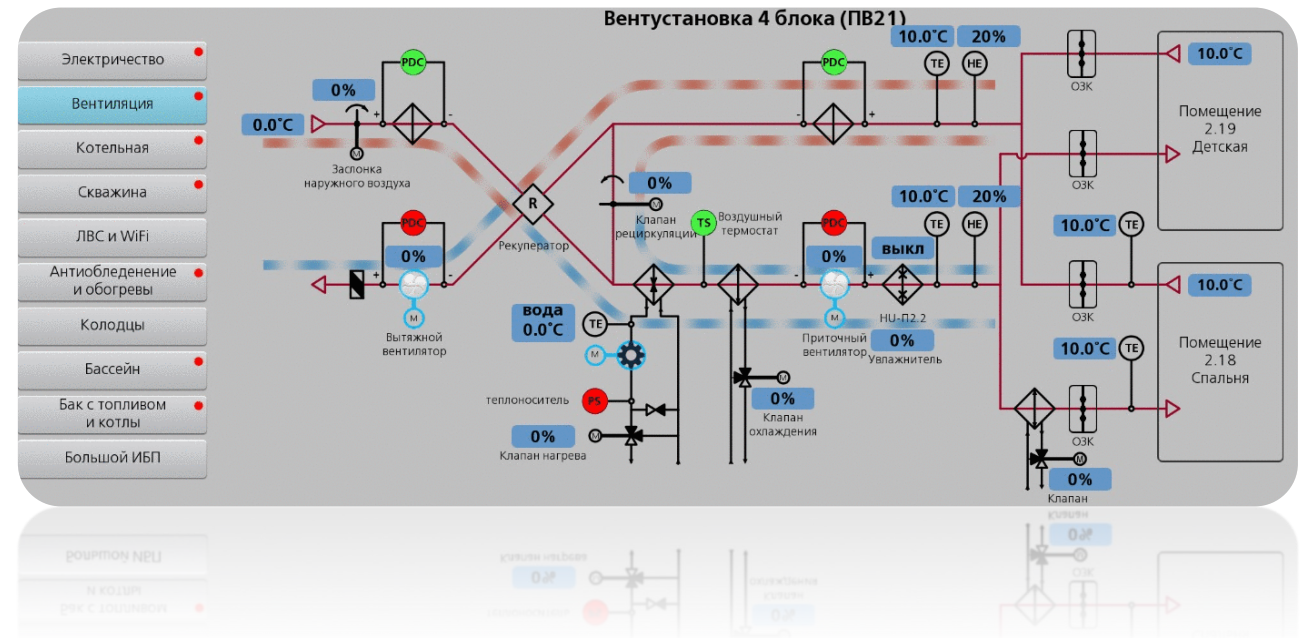 Вентустановка 4 блока (ПВ21)
Электричество
Вентиляция
Котельная
Скважина
ЛВС и WiFi
Антиобледенение
и обогревы
Колодцы
Бассейн
Бак с топливом
и котлы
Большой ИБП
10.0°C 20%
PDC
PDC
TE
HE
ОЗК
10.0°C
0%
0.0°C
M
Заслонка
наружного воздуха
Помещение
2.19
Детская
ОЗК
0%
M
Клапан
рециркуляции
R
Рекуператор
TS
Воздушный
термостат
10.0°C 20%
PDC
PDC
TE
HE
10.0°C
TE
0%
0%
выкл
ОЗК
10.0°C
M
Вытяжной
вентилятор
вода
0.0°C
TE
M
M
Приточный
вентилятор
HU-П2.2
0%
Увлажнитель
10.0°C
TE
Помещение
2.18
Спальня
теплоноситель
PS
M
0%
Клапан
охлаждения
0%
Клапан нагрева
M
ОЗК
M
0%
Клапан